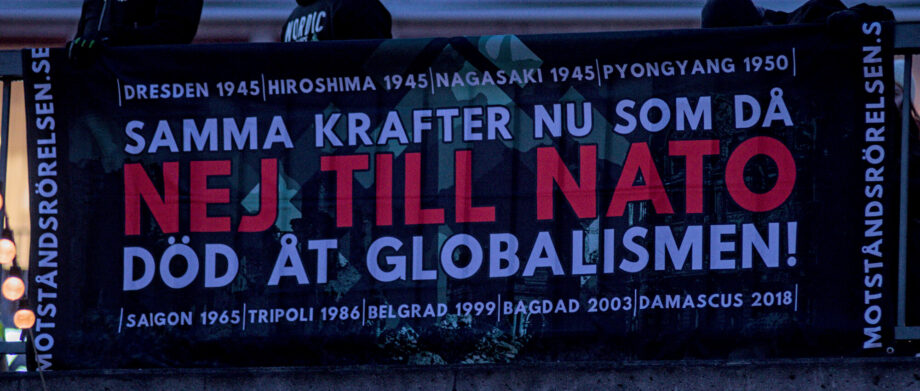 NORDIC
MOTSTÅNDSRÖRELSEN.SE
|DRESDEN 1945|HIROSHIMA 1945|NAGASAKI 1945|PYONGYANG 1950|
SAMMA KRAFTER NU SOM DÅ
NEJ TILL NATO
DÖD ÅT GLOBALISMEN!
|SAIGON 1965|TRIPOLI 1986|BELGRAD 1999|BAGDAD 2003|DAMASCUS 2018|
MOTSTÅNDSRÖRELSEN.S